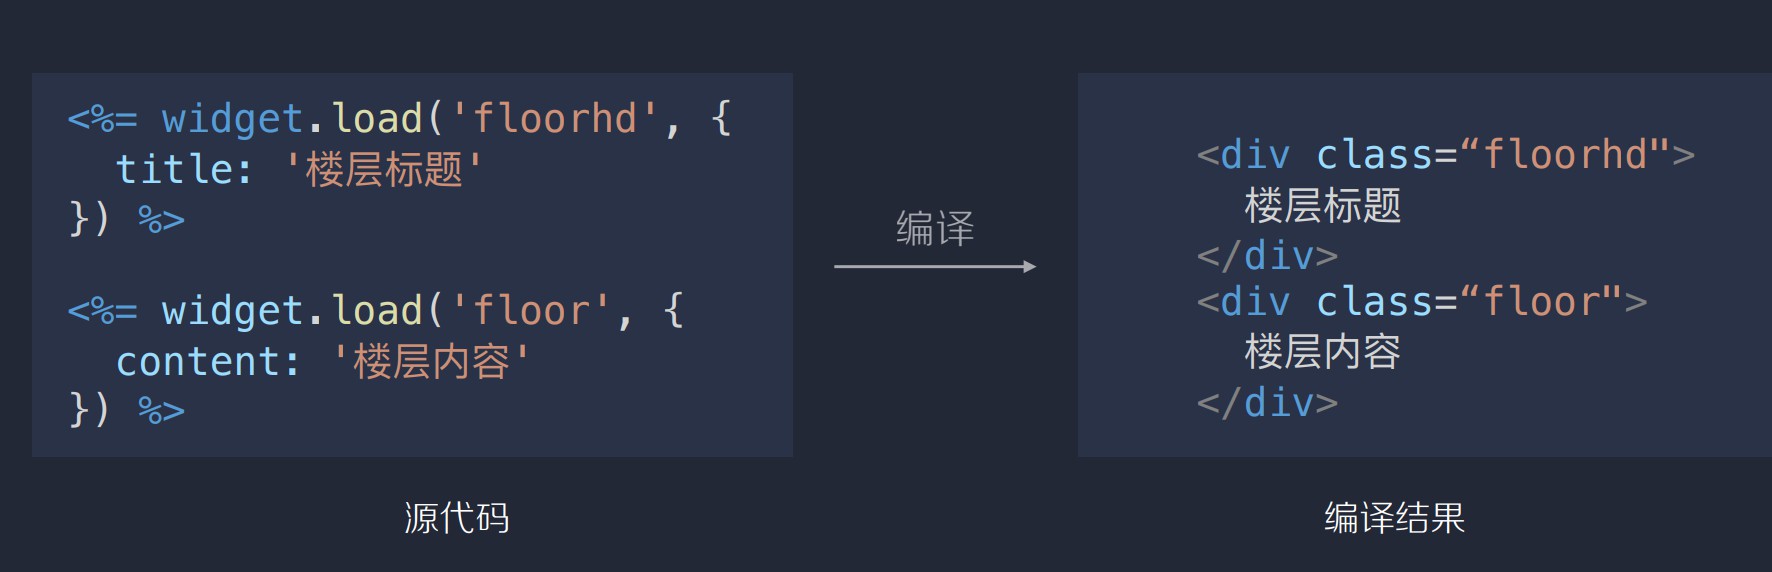 <%= widget.load('floorhd', {
  title: '楼层标题'
}) %>
<%= widget.load('floor', {
  content: '楼层内容'
}) %>
源代码
编译
<div class=“floorhd">
  楼层标题
</div>
<div class=“floor">
  楼层内容
</div>
编译结果